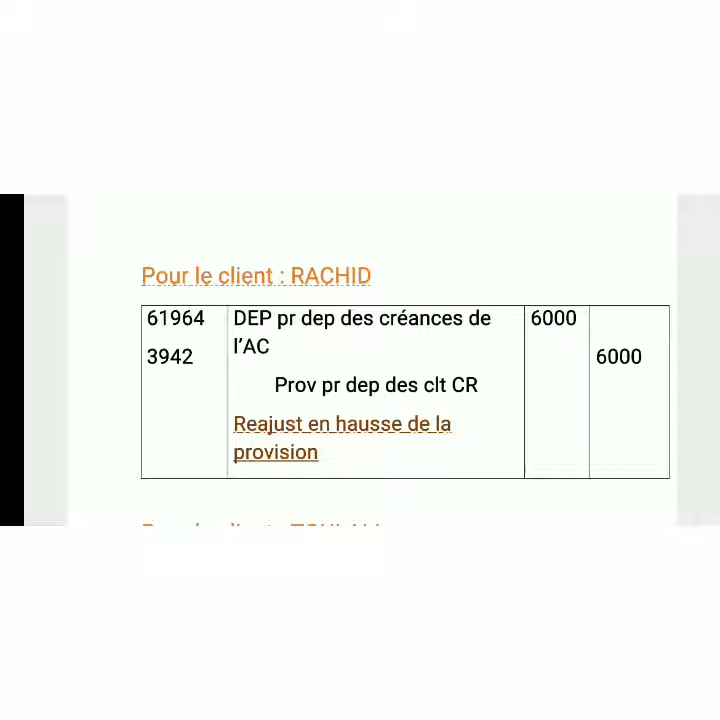 Pour le client : RACHID
61964 DEP pr dep des créances de 6000
l'AC
3942 6000
Prov pr dep des clt CR
Reajust en hausse de la
provision